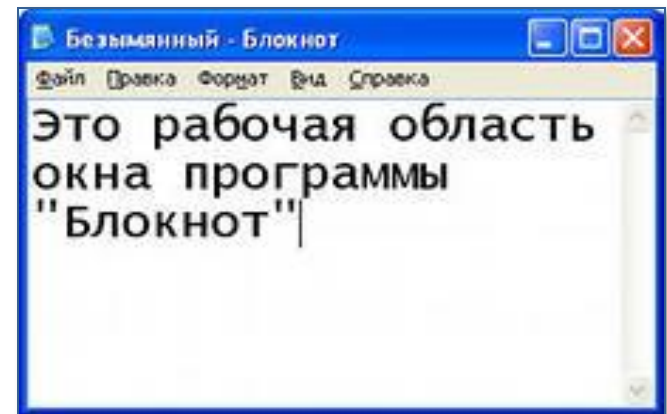 Безымянный - Блокнот
Файл Правка Формат Вид Справка
Это рабочая область
окна программы
"Блокнот"